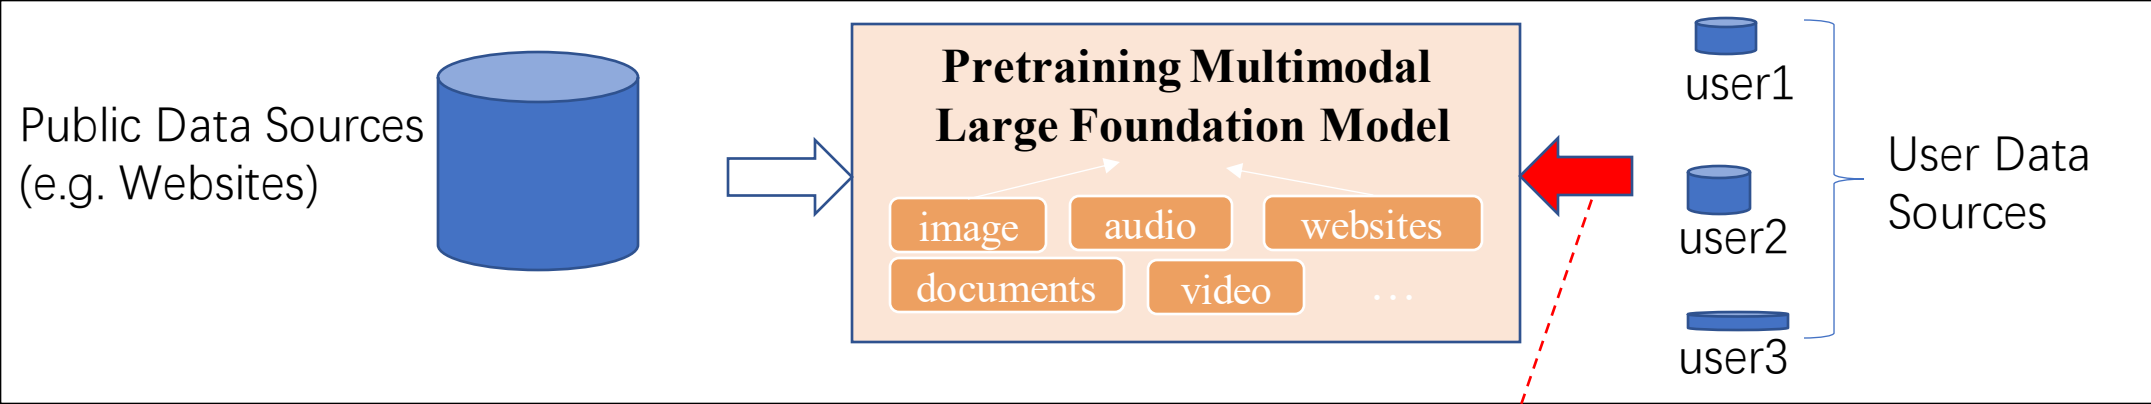 Public Data Sources
(e.g. Websites)
Pretraining Multimodal
Large Foundation Model
image
audio
websites
documents
video
...
user1
user2
user3
User Data
Sources